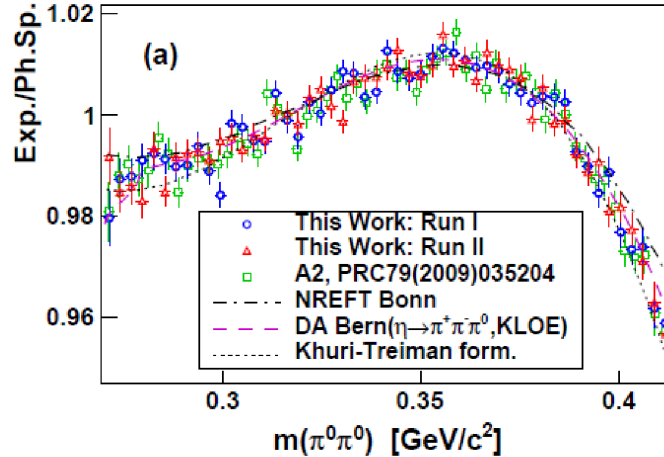 (a)
Exp./Ph.Sp.
1.02
1
0.98
0.96
This Work: Run I
This Work: Run II
A2, PRC79(2009)035204
NREFT Bonn
DA Bern(η→π⁺π⁻π⁰,KLOE)
Khuri-Treiman form.
0.3 0.35 0.4
m(π⁰π⁰) [GeV/c²]